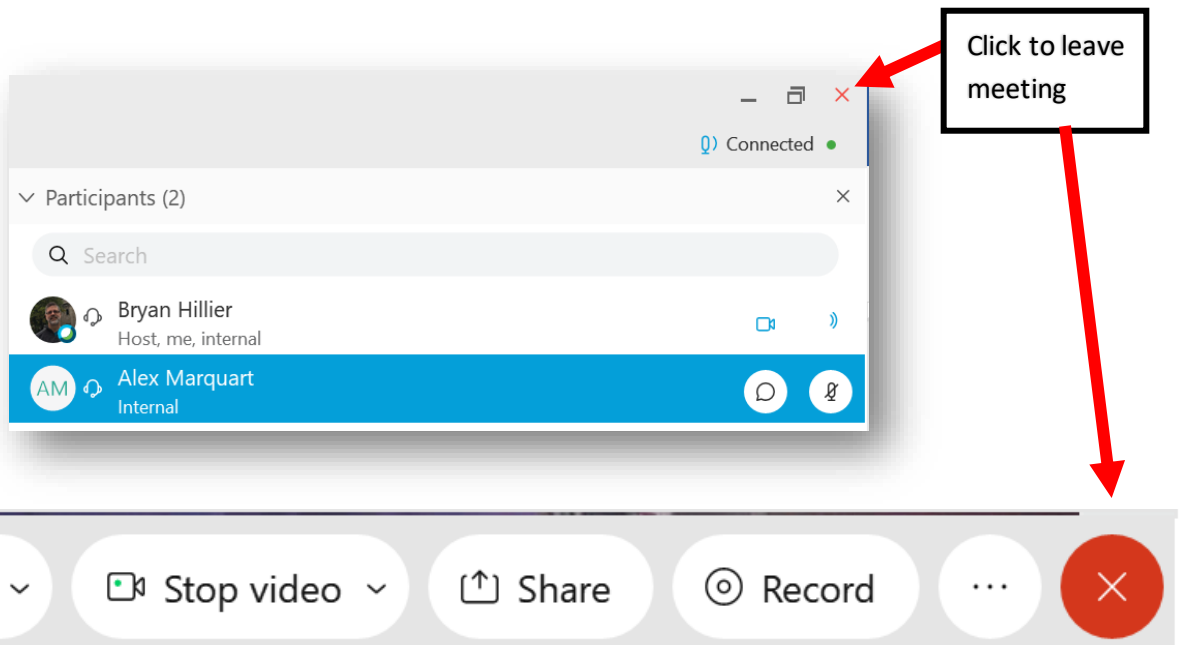 Click to leave
meeting
Connected
Participants (2)
Search
Bryan Hillier
Host, me, internal
AM
Alex Marquart
Internal
Stop video
Share
Record